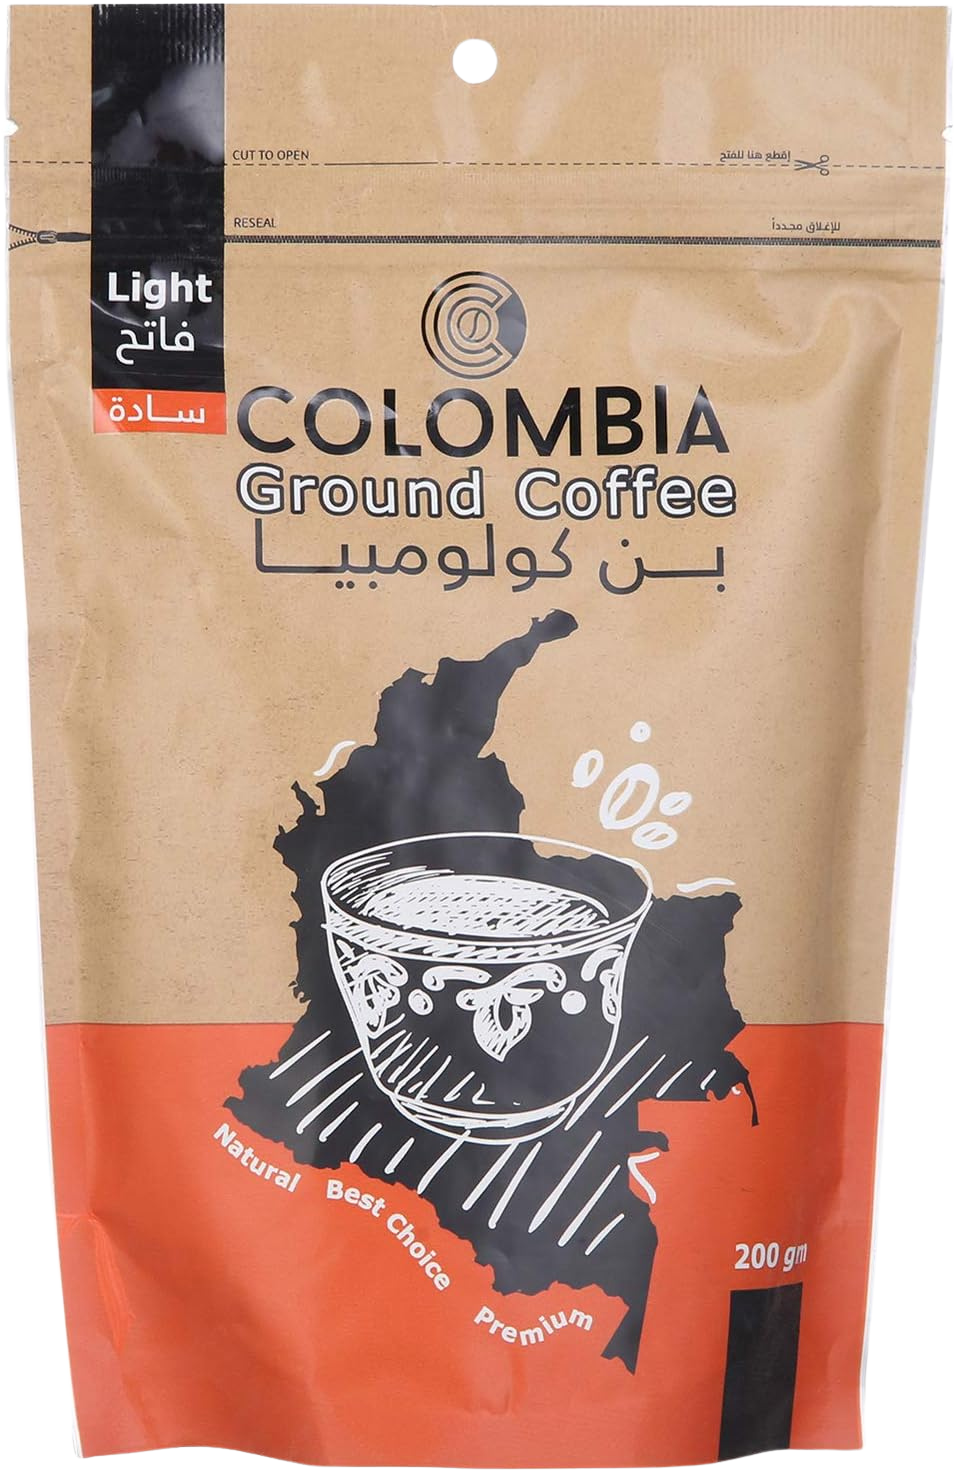 CUT TO OPEN
إقطع هنا للفتح
RESEAL
للإغلاق مجدداً
Light
فاتح
سادة
COLOMBIA
Ground Coffee
بن كولومبيا
Natural Best Choice Premium
200 gm